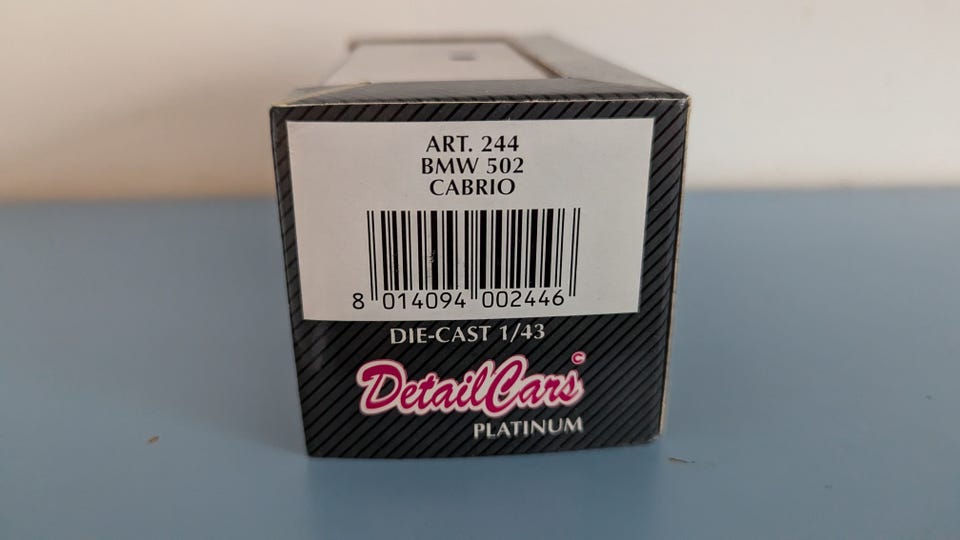 ART. 244
BMW 502
CABRIO
8 014094 002446
DIE-CAST 1/43
DetailCars ©
PLATINUM